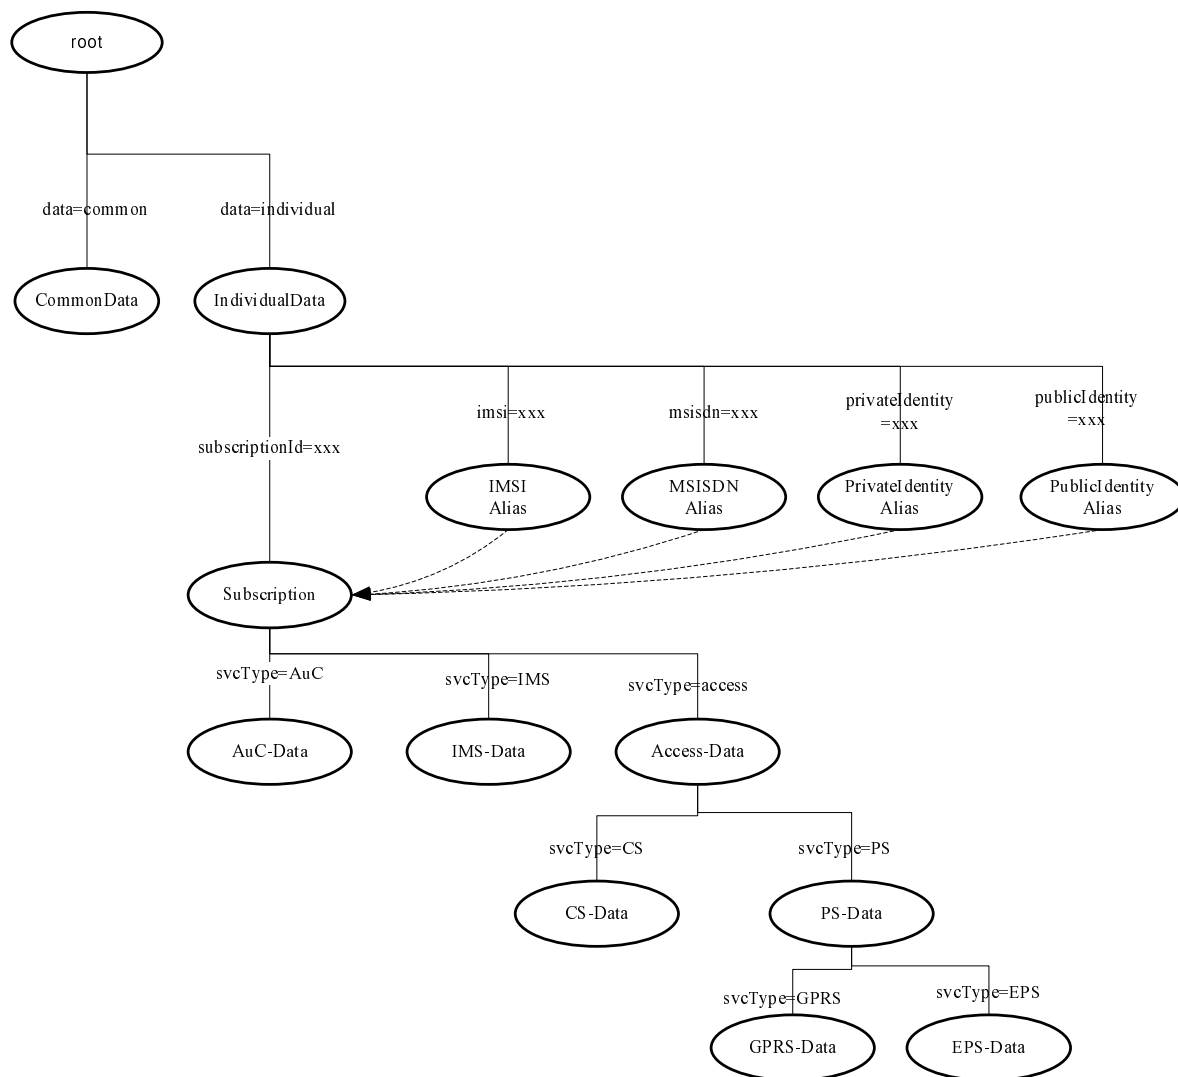 root
data=common
data=individual
CommonData
IndividualData
imsi=xxx
msisdn=xxx
privateIdentity
=xxx
publicIdentity
=xxx
subscriptionId=xxx
IMSI
Alias
MSISDN
Alias
PrivateIdentity
Alias
PublicIdentity
Alias
Subscription
svcType=AuC
svcType=IMS
svcType=access
AuC-Data
IMS-Data
Access-Data
svcType=CS
svcType=PS
CS-Data
PS-Data
svcType=GPRS
svcType=EPS
GPRS-Data
EPS-Data